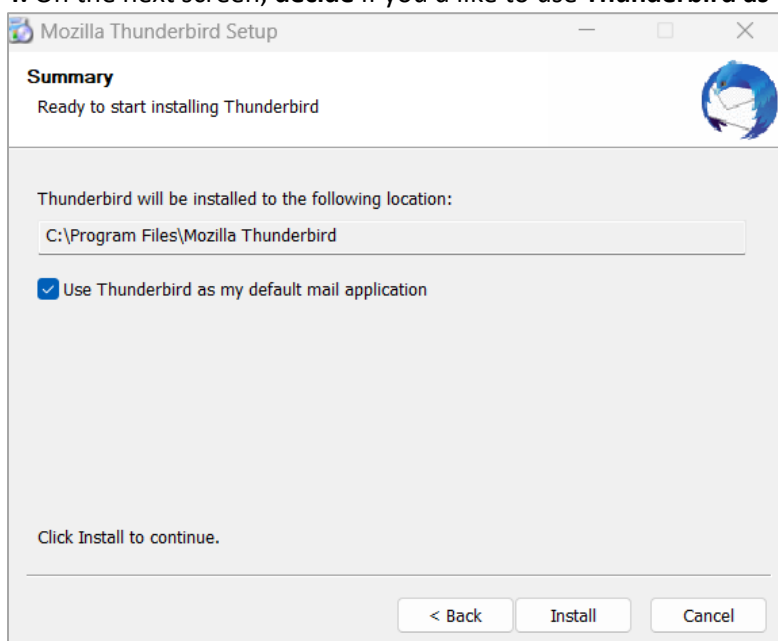 On the next screen, decide if you'd like to use Thunderbird as
Mozilla Thunderbird Setup
Summary
Ready to start installing Thunderbird
Thunderbird will be installed to the following location:
C:\Program Files\Mozilla Thunderbird
Use Thunderbird as my default mail application
Click Install to continue.
< Back Install Cancel